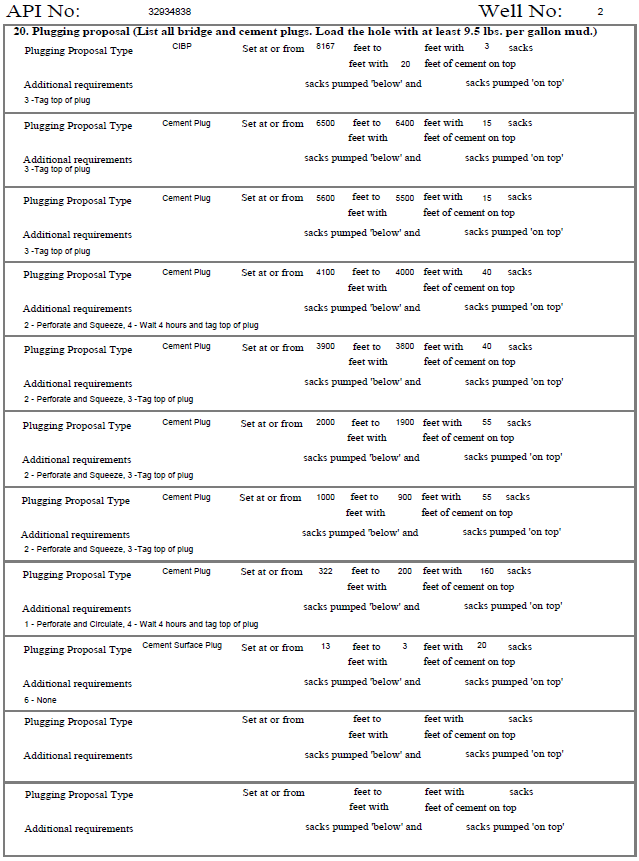 API No: 32934838 Well No: 2
20. Plugging proposal (List all bridge and cement plugs. Load the hole with at least 9.5 lbs. per gallon mud.)
Plugging Proposal Type CIBP Set at or from 8167 feet to feet with 3 sacks
feet with 20 feet of cement on top
Additional requirements sacks pumped 'below' and sacks pumped 'on top'
3 -Tag top of plug
Plugging Proposal Type Cement Plug Set at or from 6500 feet to 6400 feet with 15 sacks
feet with feet of cement on top
Additional requirements sacks pumped 'below' and sacks pumped 'on top'
3 -Tag top of plug
Plugging Proposal Type Cement Plug Set at or from 5600 feet to 5500 feet with 15 sacks
feet with feet of cement on top
Additional requirements sacks pumped 'below' and sacks pumped 'on top'
3 -Tag top of plug
Plugging Proposal Type Cement Plug Set at or from 4100 feet to 4000 feet with 40 sacks
feet with feet of cement on top
Additional requirements sacks pumped 'below' and sacks pumped 'on top'
2 - Perforate and Squeeze, 4 - Wait 4 hours and tag top of plug
Plugging Proposal Type Cement Plug Set at or from 3900 feet to 3800 feet with 40 sacks
feet with feet of cement on top
Additional requirements sacks pumped 'below' and sacks pumped 'on top'
2 - Perforate and Squeeze, 3 -Tag top of plug
Plugging Proposal Type Cement Plug Set at or from 2000 feet to 1900 feet with 55 sacks
feet with feet of cement on top
Additional requirements sacks pumped 'below' and sacks pumped 'on top'
2 - Perforate and Squeeze, 3 -Tag top of plug
Plugging Proposal Type Cement Plug Set at or from 1000 feet to 900 feet with 55 sacks
feet with feet of cement on top
Additional requirements sacks pumped 'below' and sacks pumped 'on top'
2 - Perforate and Squeeze, 3 -Tag top of plug
Plugging Proposal Type Cement Plug Set at or from 322 feet to 200 feet with 160 sacks
feet with feet of cement on top
Additional requirements sacks pumped 'below' and sacks pumped 'on top'
1 - Perforate and Circulate, 4 - Wait 4 hours and tag top of plug
Plugging Proposal Type Cement Surface Plug Set at or from 13 feet to 3 feet with 20 sacks
feet with feet of cement on top
Additional requirements sacks pumped 'below' and sacks pumped 'on top'
6 - None
Plugging Proposal Type Set at or from feet to feet with sacks
feet with feet of cement on top
Additional requirements sacks pumped 'below' and sacks pumped 'on top'
Plugging Proposal Type Set at or from feet to feet with sacks
feet with feet of cement on top
Additional requirements sacks pumped 'below' and sacks pumped 'on top'